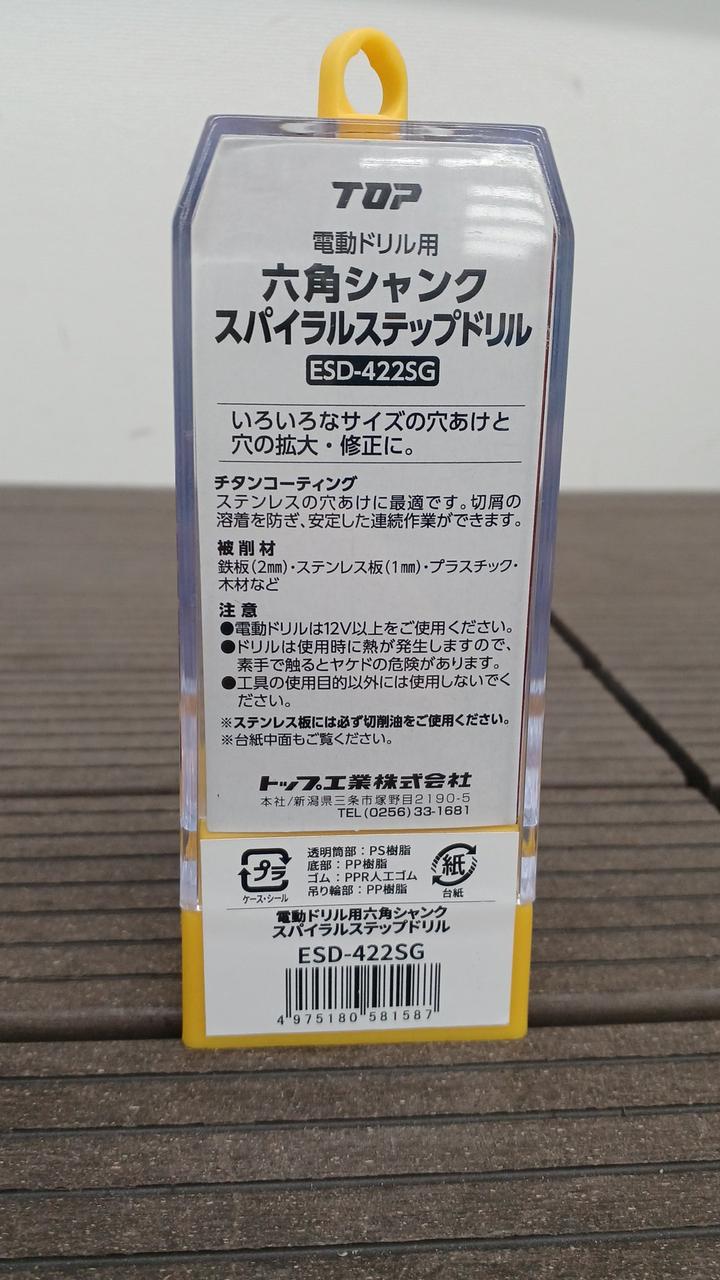 TOP
電動ドリル用
六角シャンク
スパイラルステップドリル
ESD-422SG
いろいろなサイズの穴あけと
穴の拡大・修正に。
チタンコーティング
ステンレスの穴あけに最適です。切屑の
溶着を防ぎ、安定した連続作業ができます。
被削材
鉄板(2㎜)・ステンレス板(1㎜)・プラスチック・
木材など
注意
●電動ドリルは12V以上をご使用ください。
●ドリルは使用時に熱が発生しますので、
素手で触るとヤケドの危険があります。
●工具の使用目的以外には使用しないでく
ださい。
※ステンレス板には必ず切削油をご使用ください。
※台紙中面もご覧ください。
トップ工業株式会社
本社/新潟県三条市塚野目2190-5
TEL(0256)33-1681
プラ
ケース・シール
透明筒部：PS樹脂
底部：PP樹脂
ゴム：PPR人工ゴム
吊り輪部：PP樹脂
紙
台紙
電動ドリル用六角シャンク
スパイラルステップドリル
ESD-422SG
4 975180 581587